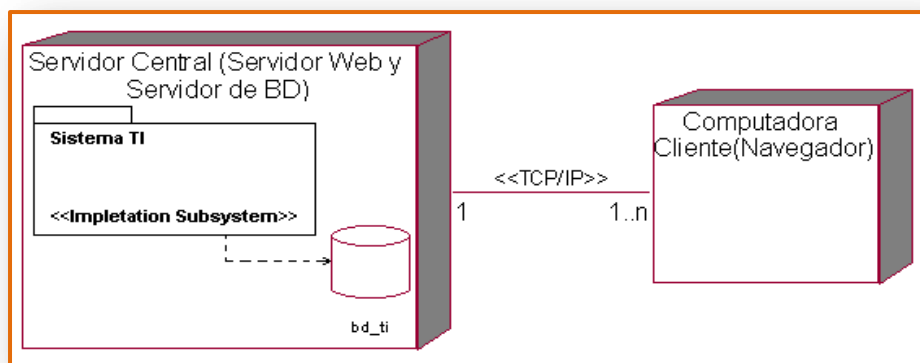 Servidor Central (Servidor Web y
Servidor de BD)
Sistema TI
<<Impletation Subsystem>>
bd_ti
<<TCP/IP>>
1
1..n
Computadora
Cliente(Navegador)